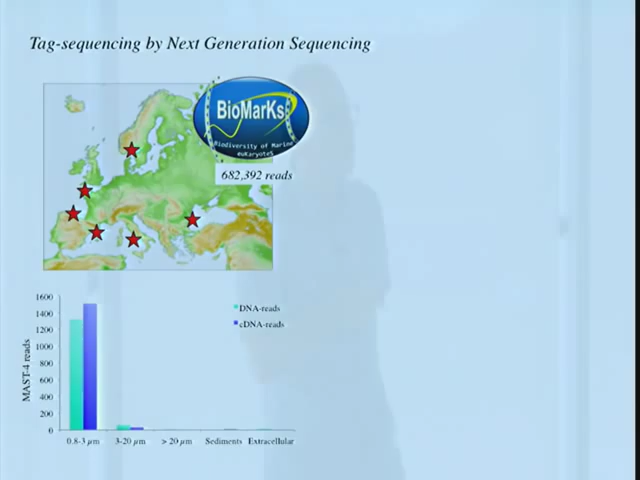 Tag-sequencing by Next Generation Sequencing
BioMarKs
Biodiversity of Marine
euKaryoteS
682,392 reads
MAST-4 reads
1600
1400
1200
1000
800
600
400
200
0
DNA-reads
cDNA-reads
0.8-3 µm
3-20 µm
> 20 µm
Sediments
Extracellular